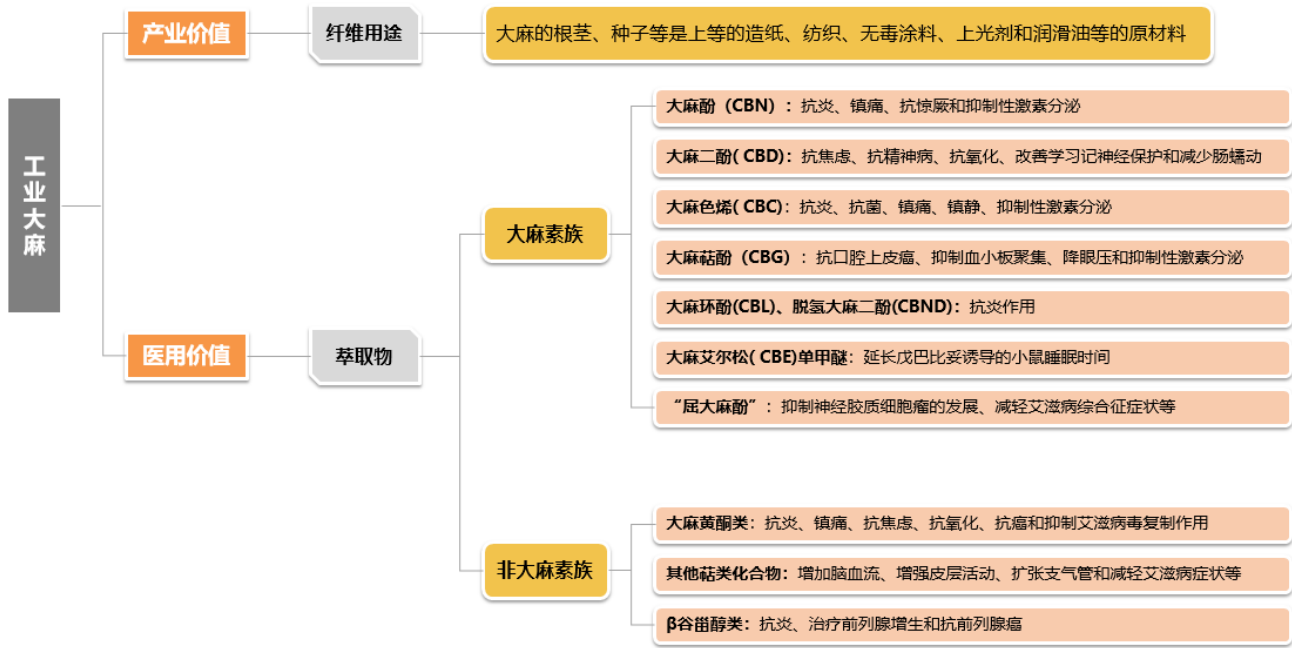 工业大麻
产业价值
纤维用途
大麻的根茎、种子等是上等的造纸、纺织、无毒涂料、上光剂和润滑油等的原材料
医用价值
萃取物
大麻素族
大麻酚（CBN）：抗炎、镇痛、抗惊厥和抑制性激素分泌
大麻二酚( CBD)：抗焦虑、抗精神病、抗氧化、改善学习记神经保护和减少肠蠕动
大麻色烯( CBC)：抗炎、抗菌、镇痛、镇静、抑制性激素分泌
大麻萜酚（CBG）：抗口腔上皮癌、抑制血小板聚集、降眼压和抑制性激素分泌
大麻环酚(CBL)、脱氢大麻二酚(CBND)：抗炎作用
大麻艾尔松( CBE)单甲醚：延长戊巴比妥诱导的小鼠睡眠时间
“屈大麻酚”：抑制神经胶质细胞瘤的发展、减轻艾滋病综合征症状等
非大麻素族
大麻黄酮类：抗炎、镇痛、抗焦虑、抗氧化、抗癌和抑制艾滋病毒复制作用
其他萜类化合物：增加脑血流、增强皮层活动、扩张支气管和减轻艾滋病症状等
β谷甾醇类：抗炎、治疗前列腺增生和抗前列腺癌